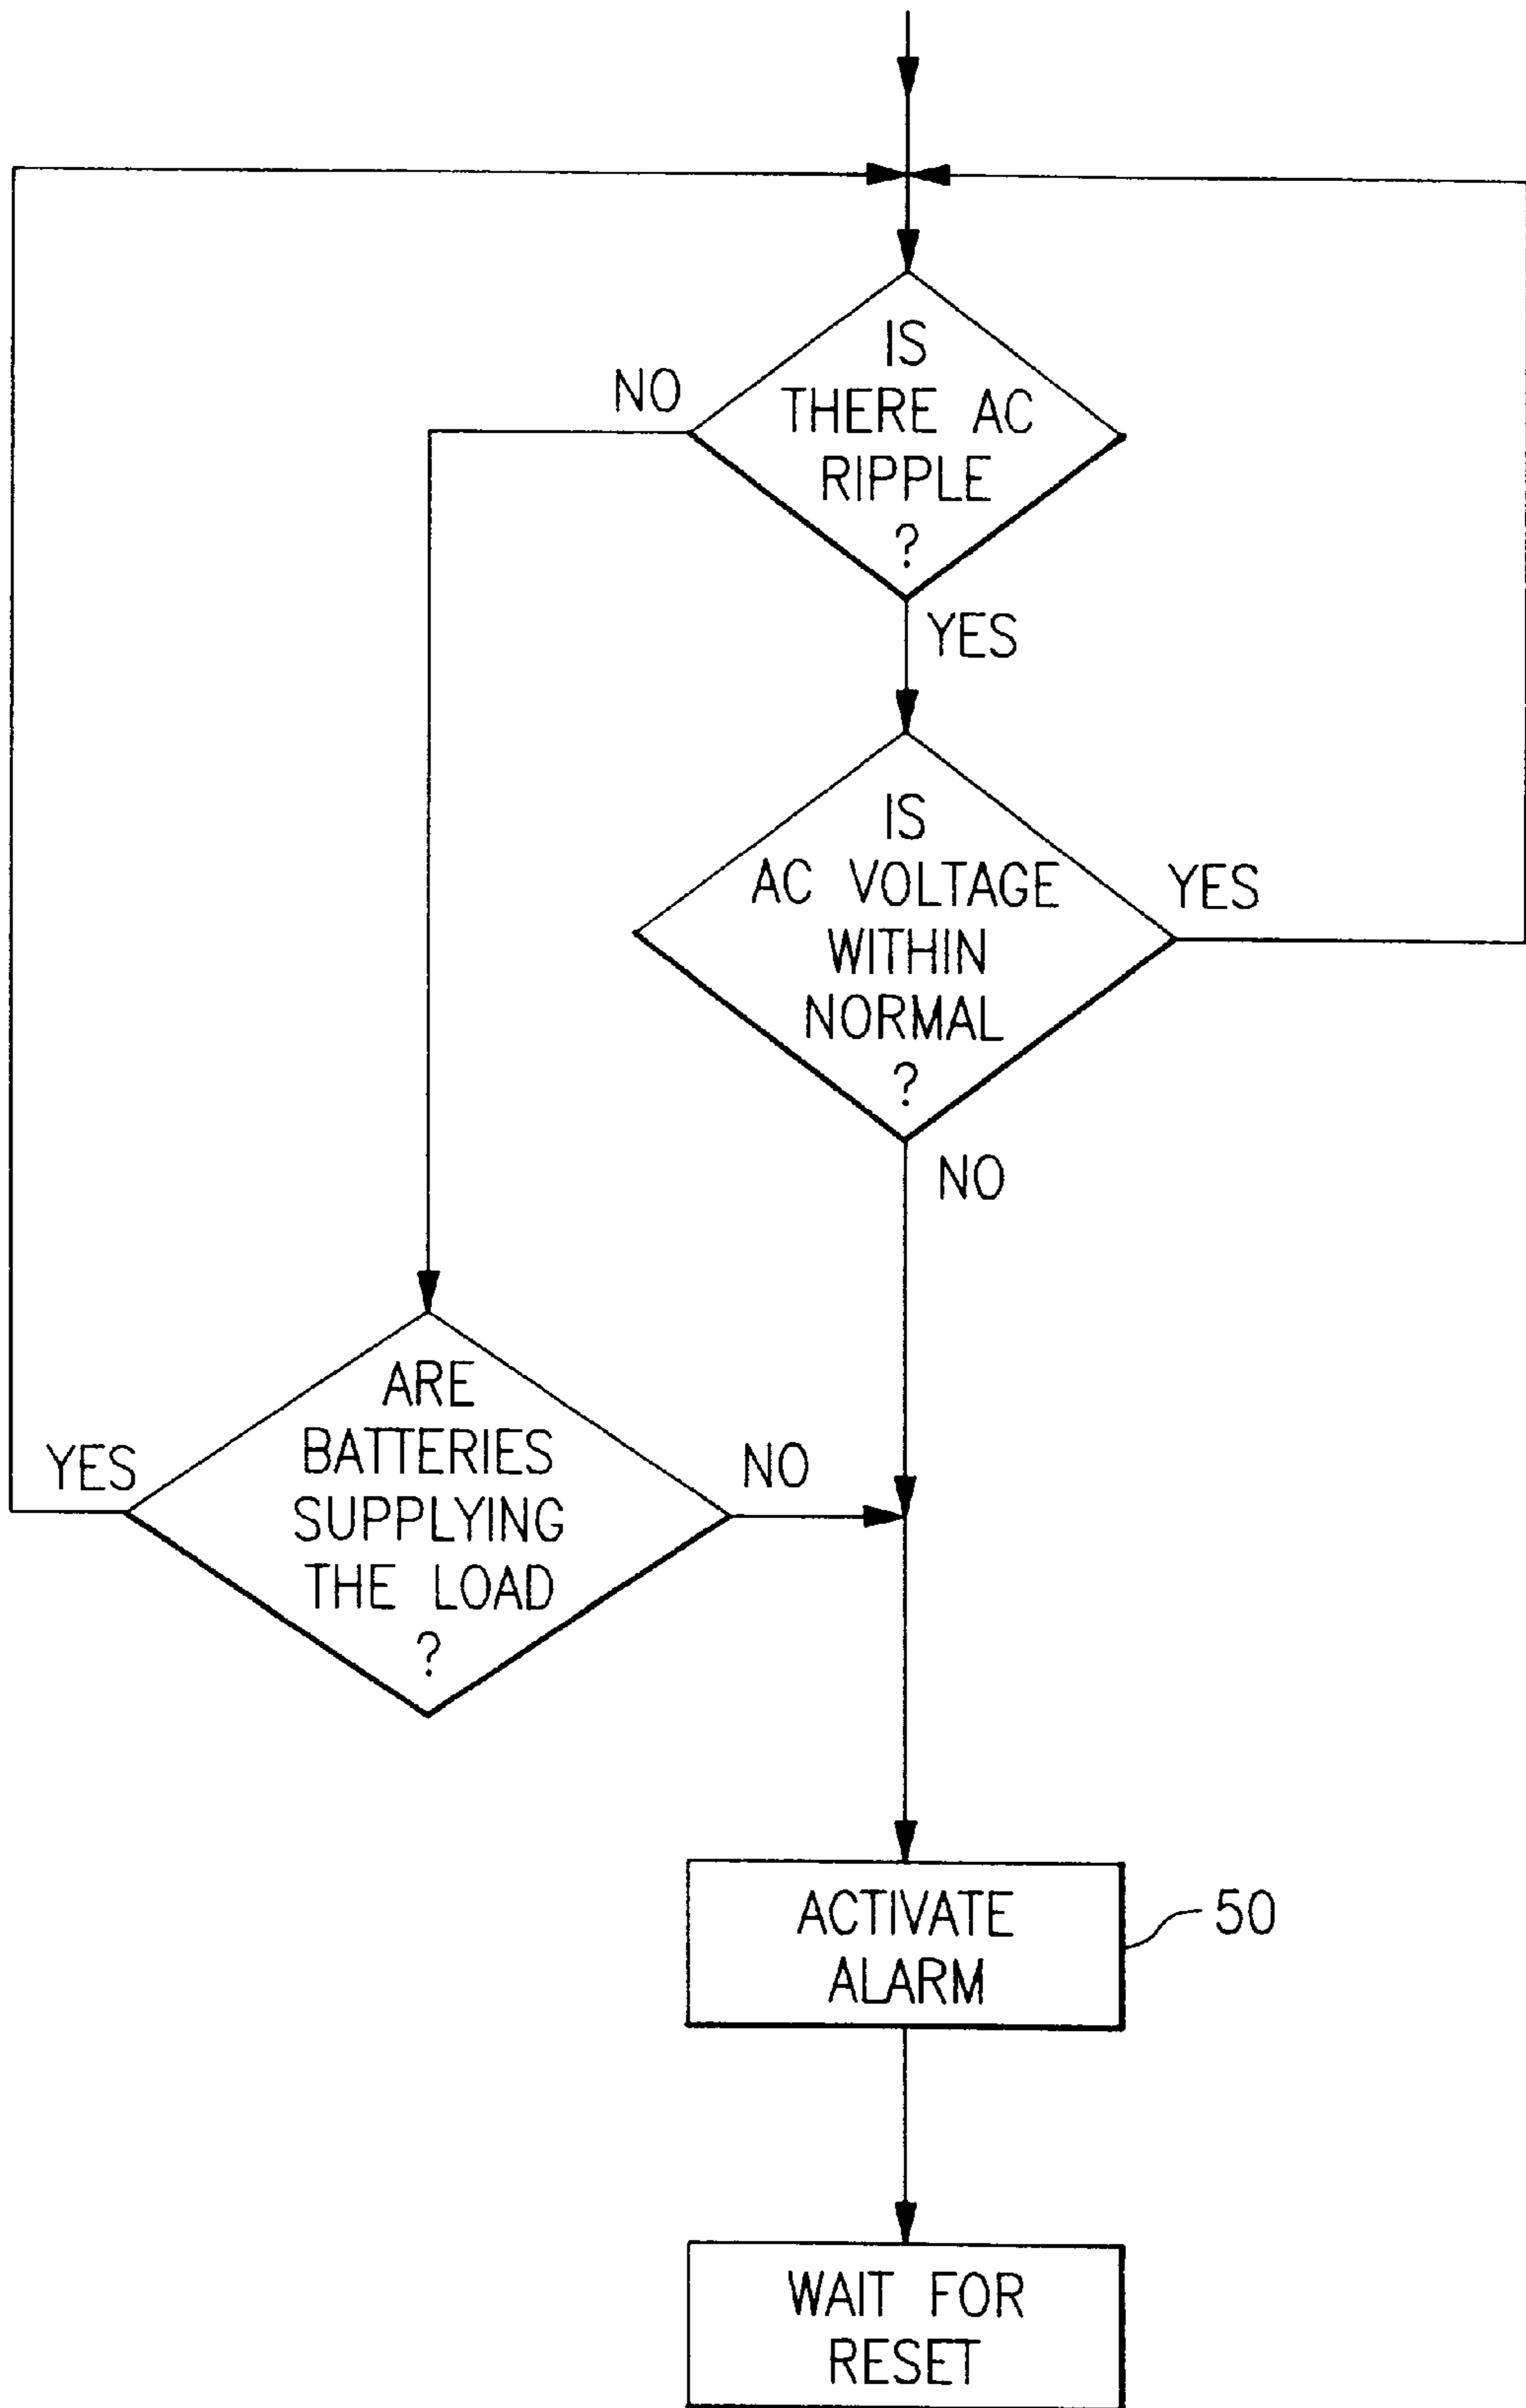 IS
THERE AC
RIPPLE
?
NO
YES
IS
AC VOLTAGE
WITHIN
NORMAL
?
YES
NO
ARE
BATTERIES
SUPPLYING
THE LOAD
?
YES
NO
ACTIVATE
ALARM
50
WAIT FOR
RESET